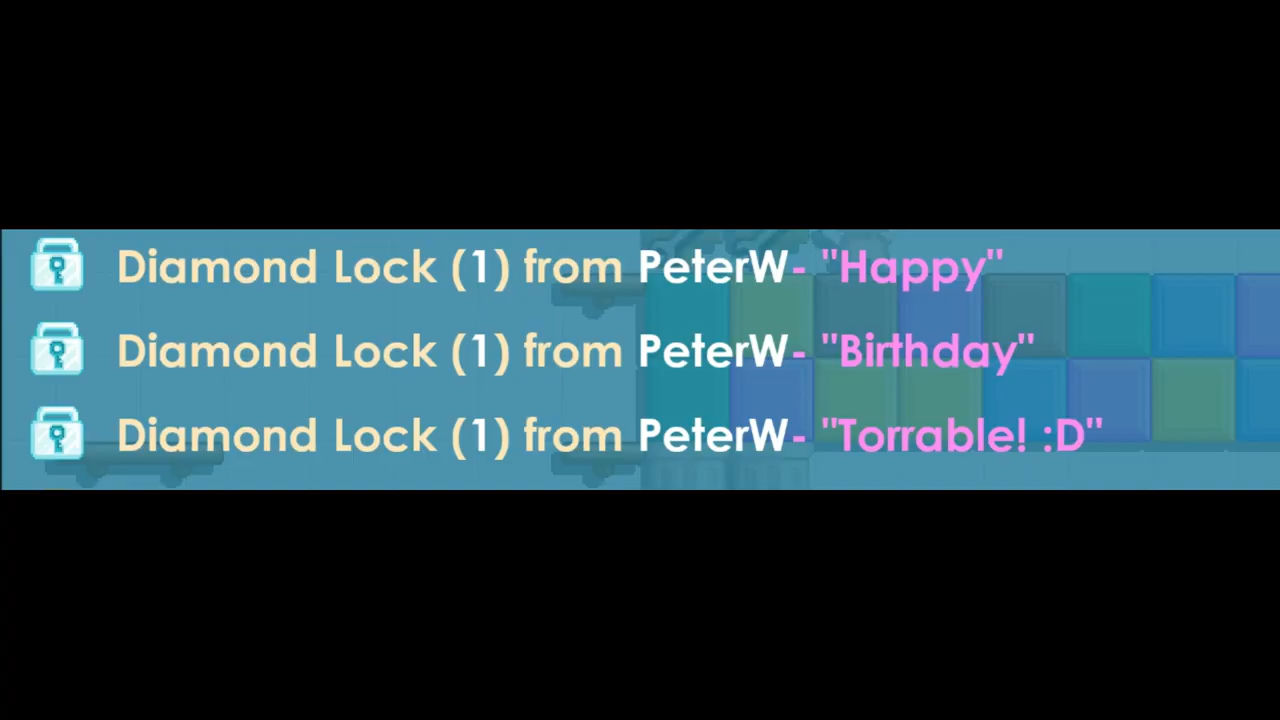 Diamond Lock (1) from PeterW- "Happy"
Diamond Lock (1) from PeterW- "Birthday"
Diamond Lock (1) from PeterW- "Torrable! :D"